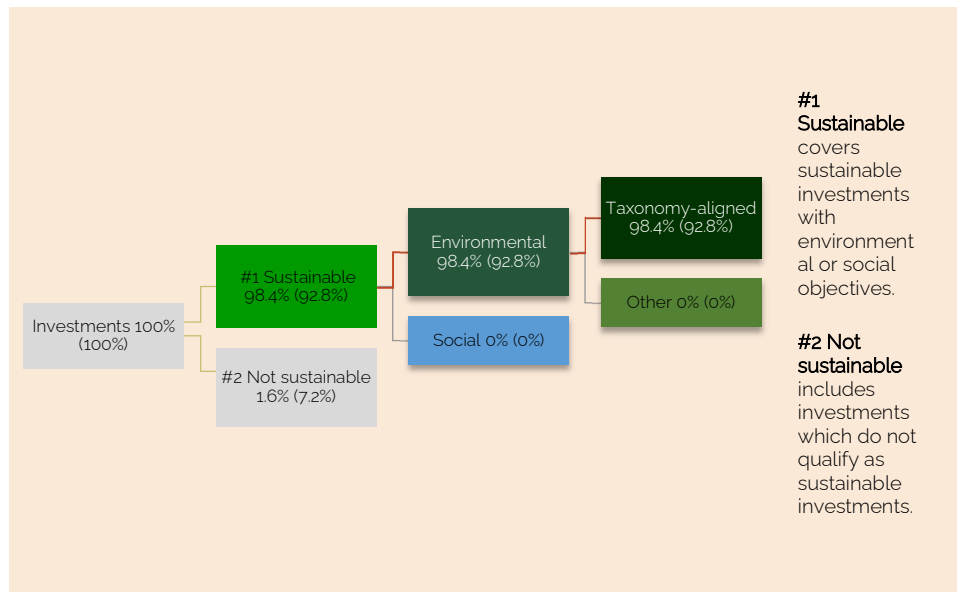 Investments 100%
(100%)
#1 Sustainable
98.4% (92.8%)
#2 Not sustainable
1.6% (7.2%)
Environmental
98.4% (92.8%)
Social 0% (0%)
Taxonomy-aligned
98.4% (92.8%)
Other 0% (0%)
#1
Sustainable
covers
sustainable
investments
with
environment
al or social
objectives.
#2 Not
sustainable
includes
investments
which do not
qualify as
sustainable
investments.